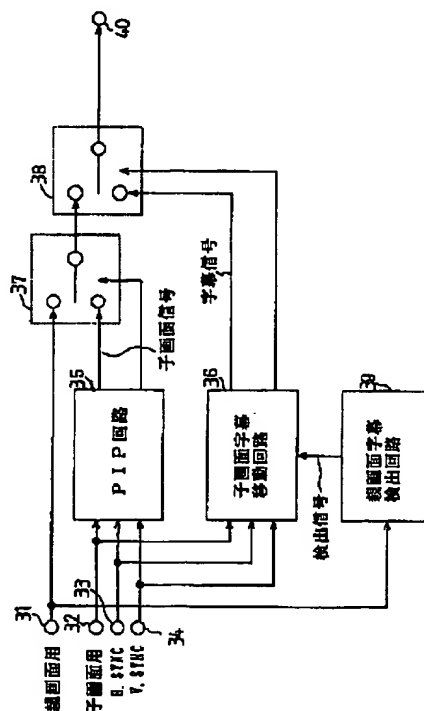 親画面用
31
子画面用
32
H. SYNC
33
V. SYNC
34
35
PIP回路
子画面信号
36
子画面字幕
移動回路
字幕信号
37
38
40
検出信号
39
親画面字幕
検出回路